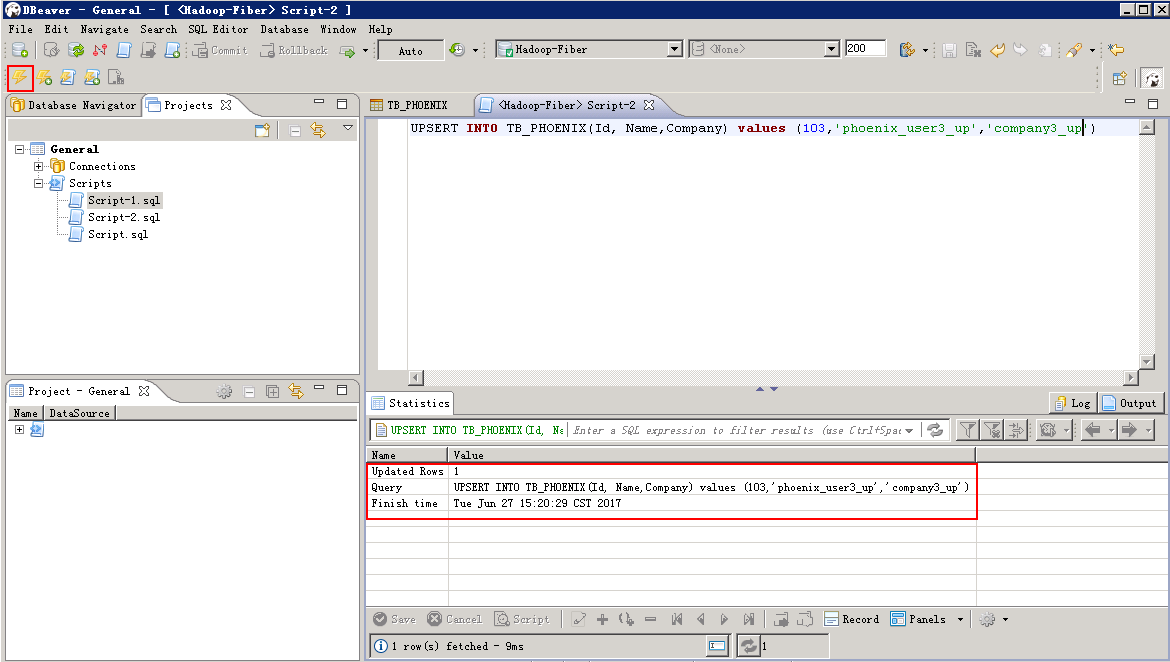 DBeaver - General - [ <Hadoop-Fiber> Script-2 ]
File Edit Navigate Search SQL Editor Database Window Help
Commit Rollback Auto Hadoop-Fiber <None> 200
Database Navigator Projects
General
Connections
Scripts
Script-1.sql
Script-2.sql
Script.sql
TB_PHOENIX <Hadoop-Fiber> Script-2
UPSERT INTO TB_PHOENIX(Id, Name,Company) values (103,'phoenix_user3_up','company3_up')
Project - General
Name DataSource
Statistics Log Output
UPSERT INTO TB_PHOENIX(Id, Na Enter a SQL expression to filter results (use Ctrl+Spac
Name Value
Updated Rows 1
Query UPSERT INTO TB_PHOENIX(Id, Name,Company) values (103,'phoenix_user3_up','company3_up')
Finish time Tue Jun 27 15:20:29 CST 2017
Save Cancel Script Record Panels
1 row(s) fetched - 9ms 1